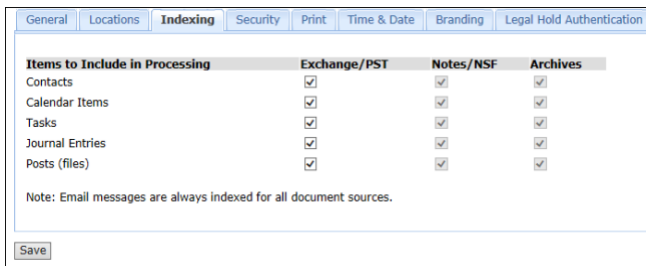 General Locations Indexing Security Print Time & Date Branding Legal Hold Authentication
Items to Include in Processing Exchange/PST Notes/NSF Archives
Contacts
Calendar Items
Tasks
Journal Entries
Posts (files)
Note: Email messages are always indexed for all document sources.
Save